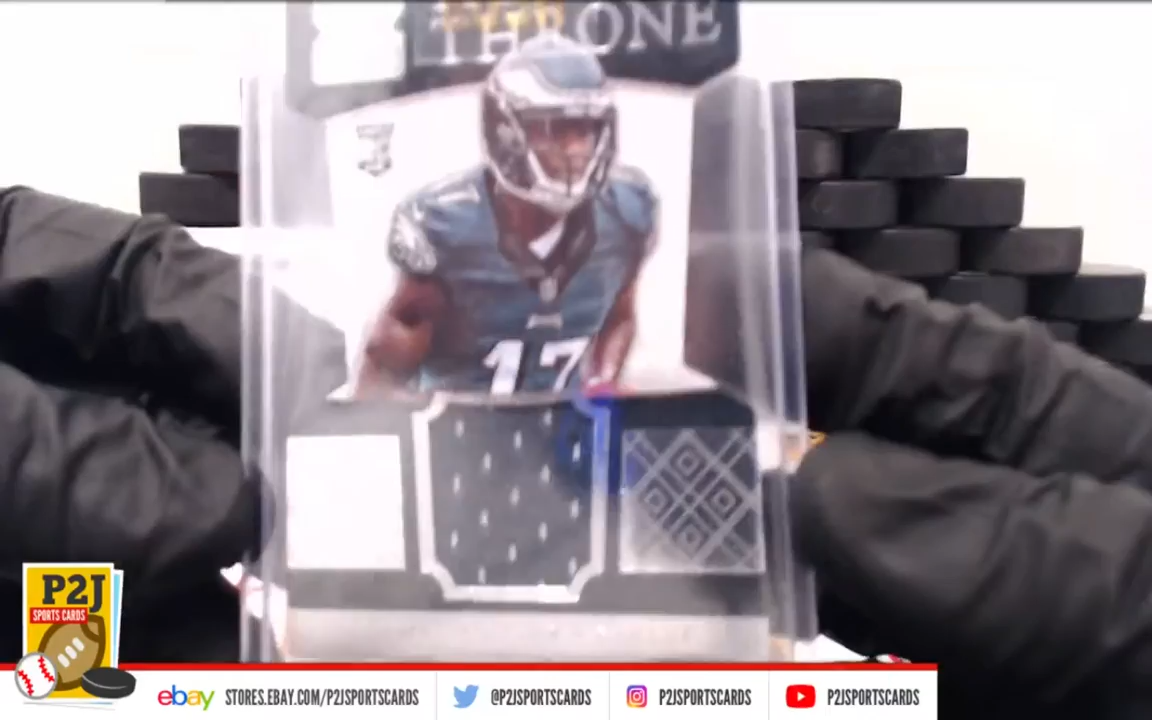 THRONE
17
P2J
SPORTS CARDS
ebay STORES.EBAY.COM/P2JSPORTSCARDS
@P2JSPORTSCARDS
P2JSPORTSCARDS
P2JSPORTSCARDS